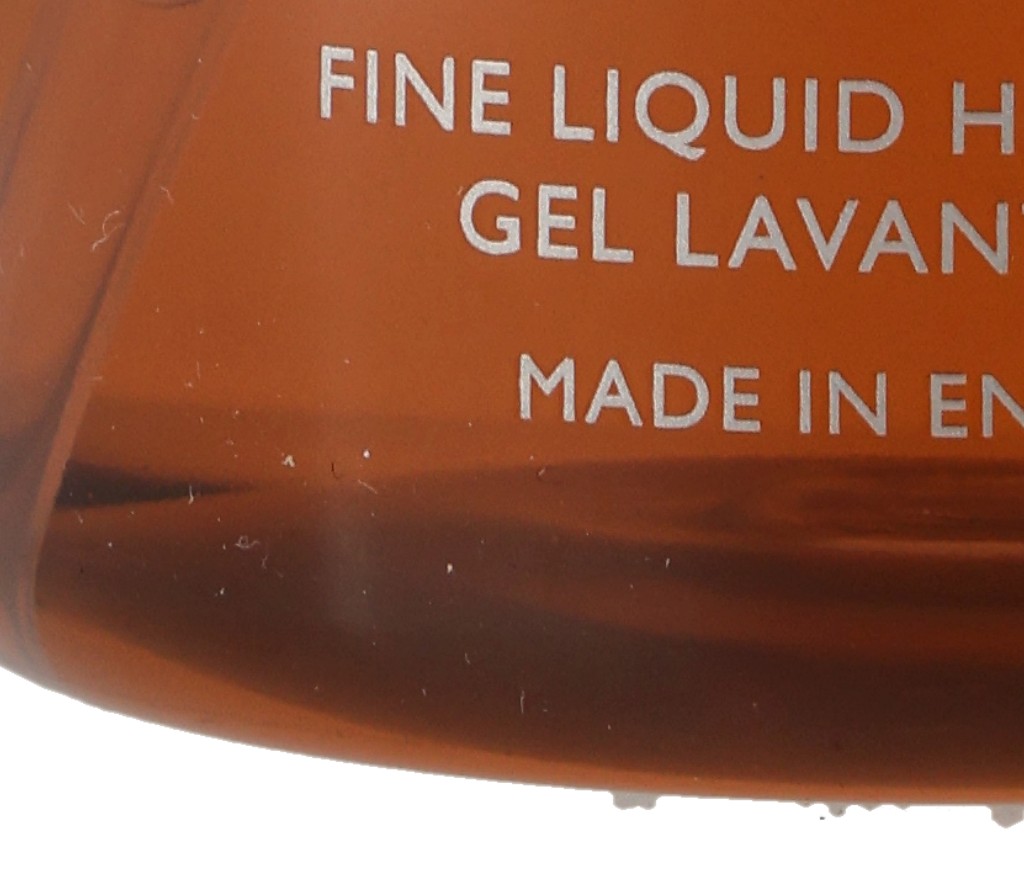 FINE LIQUID H
GEL LAVAN
MADE IN EN